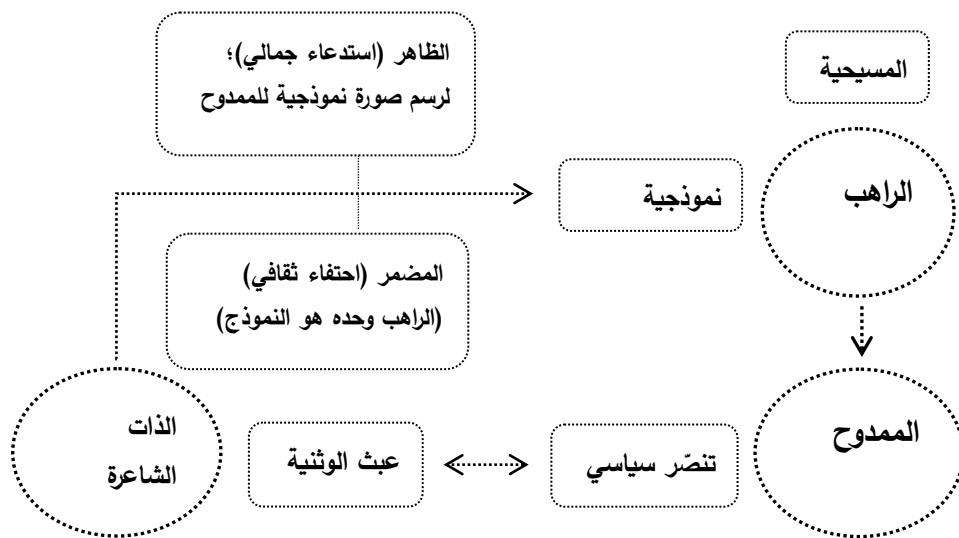 المسيحية
الظاهر (استدعاء جمالي)؛
لرسم صورة نموذجية للممدوح
الراهب
نموذجية
المضمر (احتفاء ثقافي)
(الراهب وحده هو النموذج)
الممدوح
تنصّر سياسي
عبث الوثنية
الذات
الشاعرة